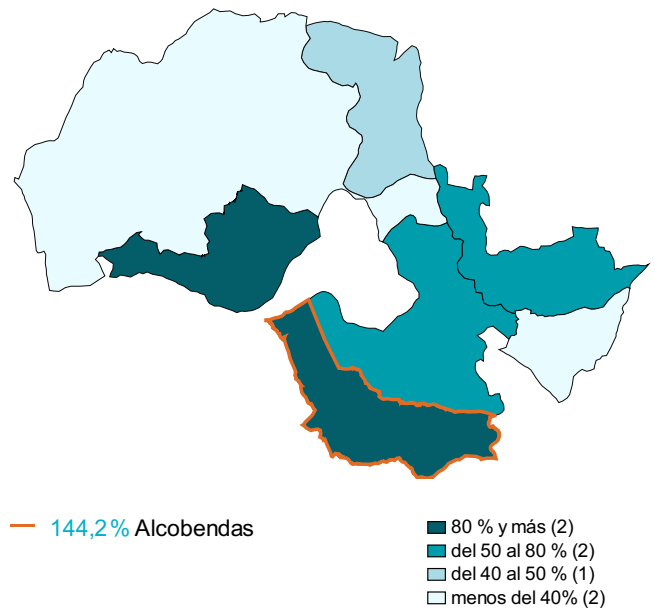 144,2 % Alcobendas
80 % y más (2)
del 50 al 80 % (2)
del 40 al 50 % (1)
menos del 40% (2)